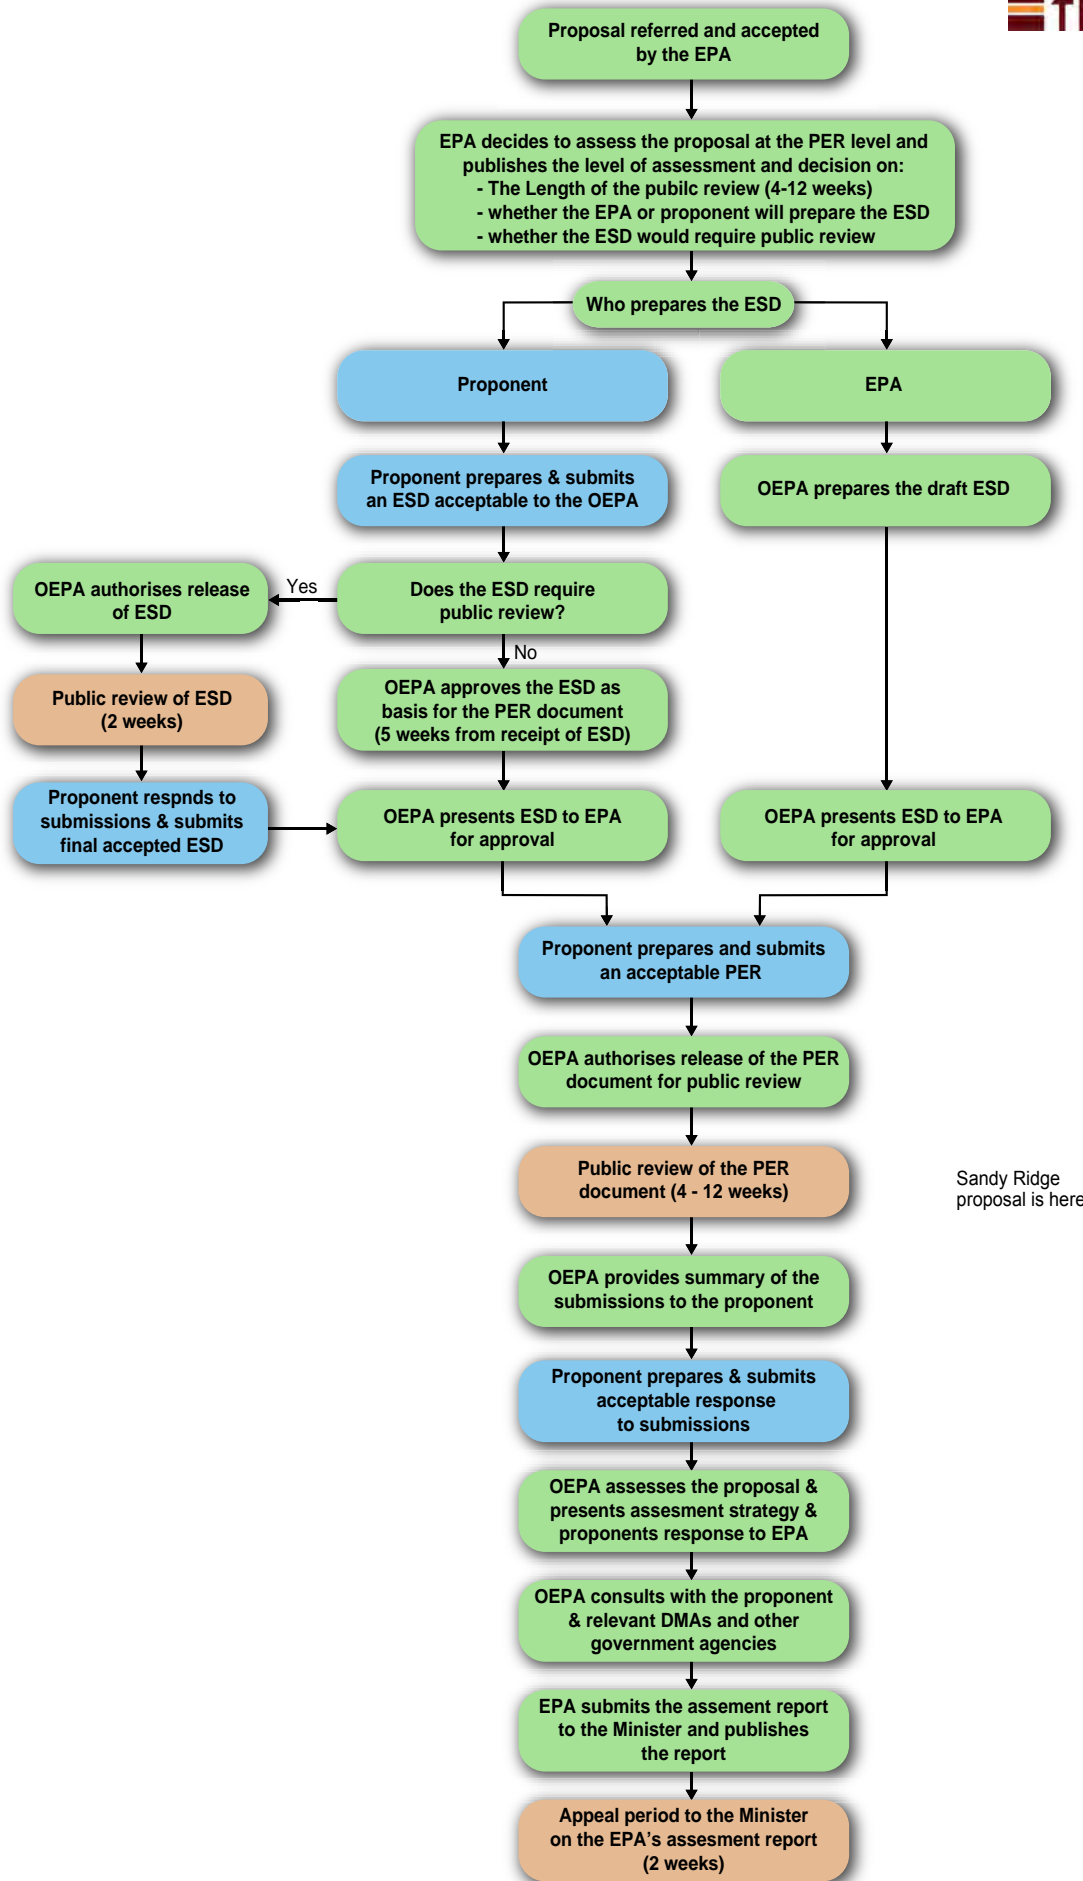 Proposal referred and accepted
by the EPA
EPA decides to assess the proposal at the PER level and
publishes the level of assessment and decision on:
- The Length of the pubilc review (4-12 weeks)
- whether the EPA or proponent will prepare the ESD
- whether the ESD would require public review
Who prepares the ESD
Proponent
EPA
Proponent prepares & submits
an ESD acceptable to the OEPA
OEPA prepares the draft ESD
OEPA authorises release
of ESD
Yes
Does the ESD require
public review?
No
Public review of ESD
(2 weeks)
OEPA approves the ESD as
basis for the PER document
(5 weeks from receipt of ESD)
Proponent respnds to
submissions & submits
final accepted ESD
OEPA presents ESD to EPA
for approval
OEPA presents ESD to EPA
for approval
Proponent prepares and submits
an acceptable PER
OEPA authorises release of the PER
document for public review
Public review of the PER
document (4 - 12 weeks)
Sandy Ridge
proposal is here
OEPA provides summary of the
submissions to the proponent
Proponent prepares & submits
acceptable response
to submissions
OEPA assesses the proposal &
presents assesment strategy &
proponents response to EPA
OEPA consults with the proponent
& relevant DMAs and other
government agencies
EPA submits the assement report
to the Minister and publishes
the report
Appeal period to the Minister
on the EPA's assesment report
(2 weeks)